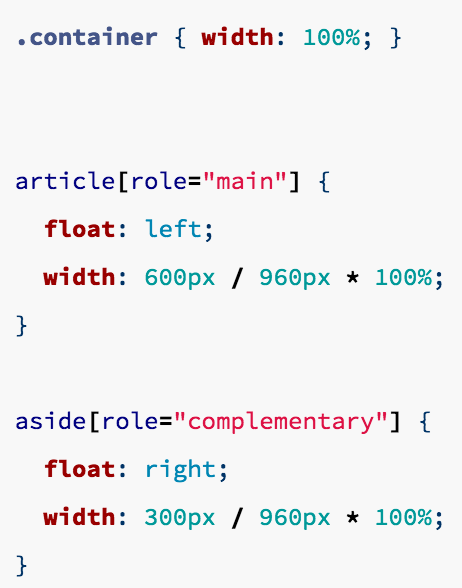 .container { width: 100%; }
article[role="main"] {
  float: left;
  width: 600px / 960px * 100%;
}
aside[role="complementary"] {
  float: right;
  width: 300px / 960px * 100%;
}